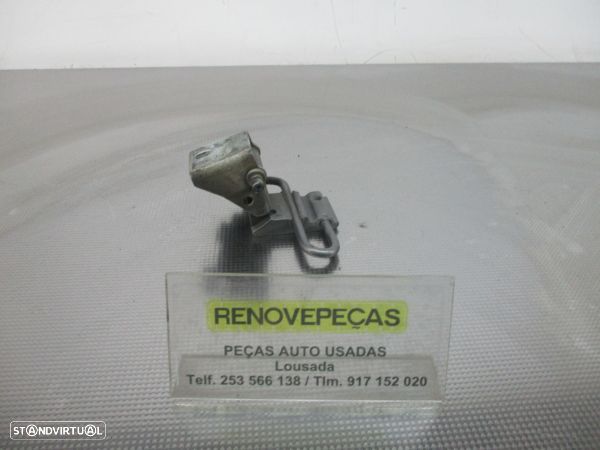 RENOVEPEÇAS
PEÇAS AUTO USADAS
Lousada
Telf. 253 566 138 / Tlm. 917 152 020
STANDVIRTUAL